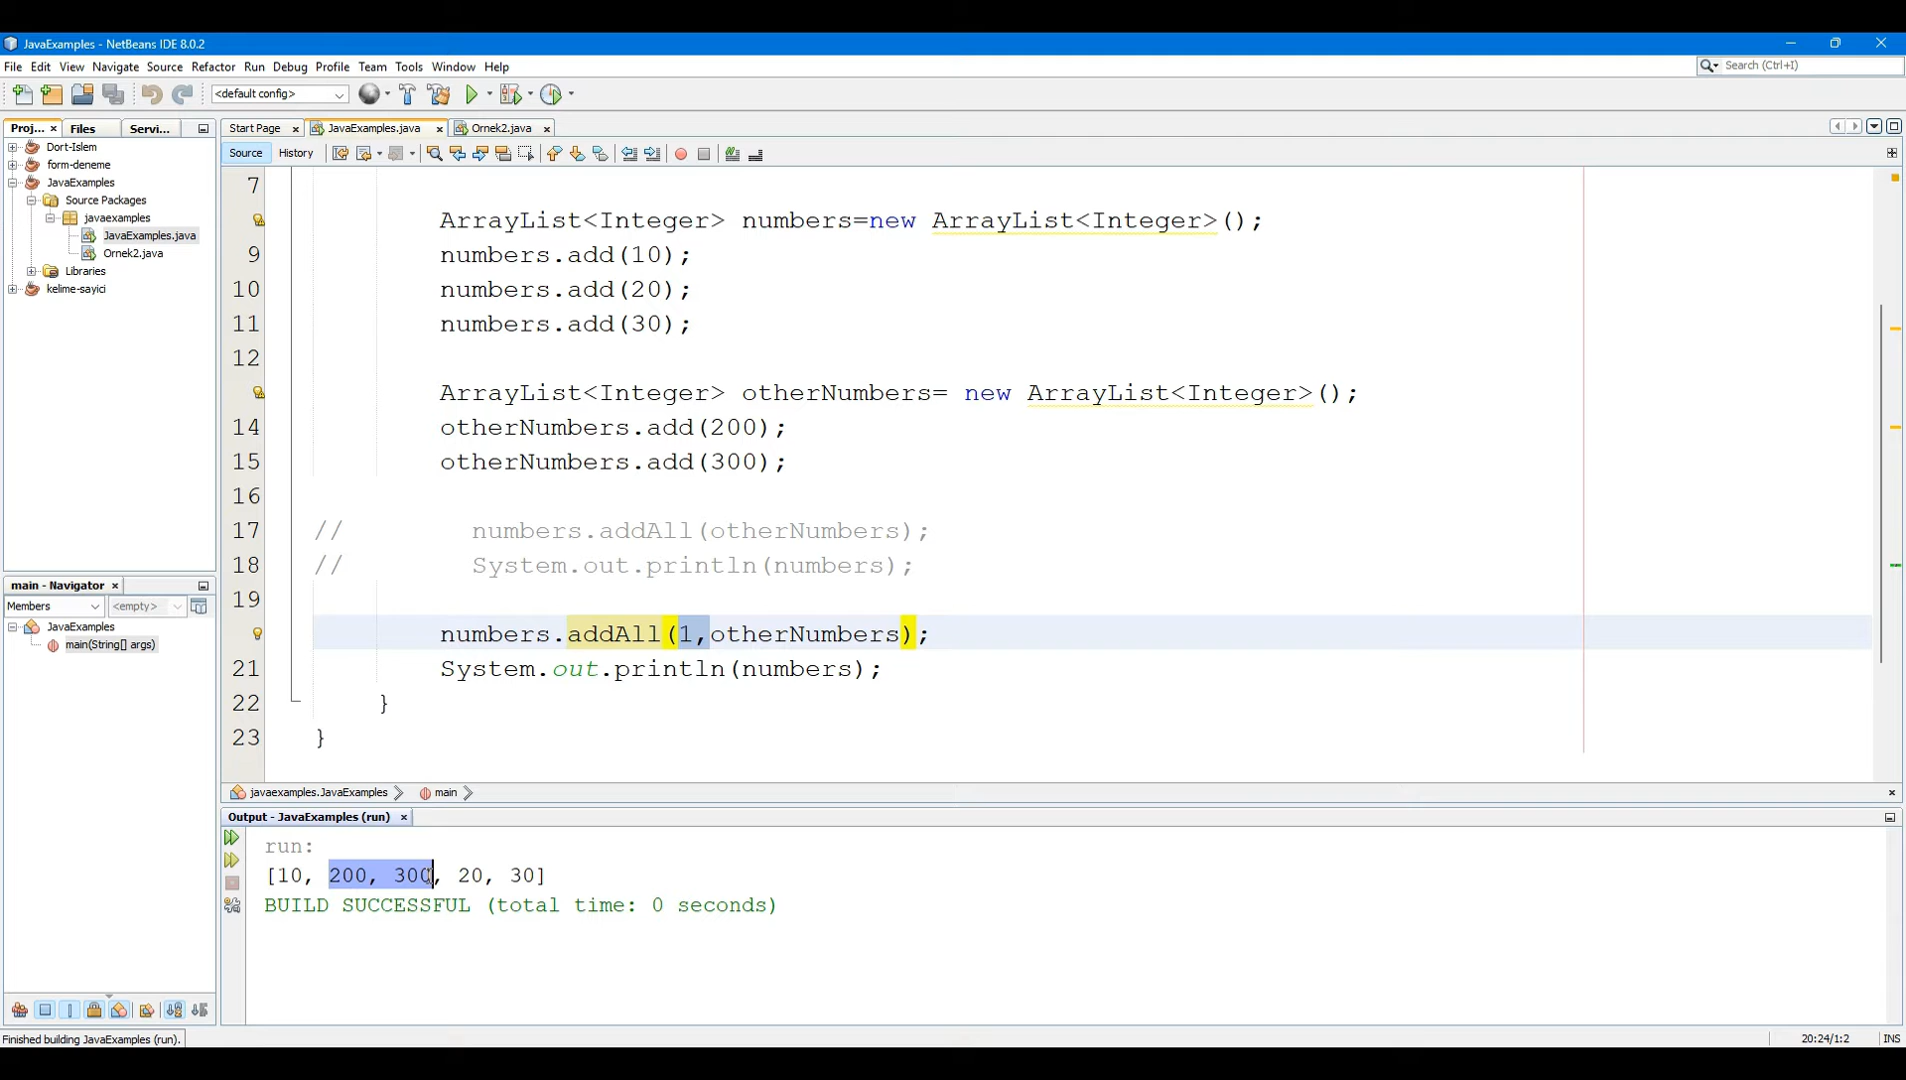 JavaExamples - NetBeans IDE 8.0.2
File Edit View Navigate Source Refactor Run Debug Profile Team Tools Window Help
Search (Ctrl+I)
<default config>
Proj... × Files Servi...
Start Page × JavaExamples.java × Ornek2.java ×
Source History
Dort-Islem
form-deneme
JavaExamples
Source Packages
javaexamples
JavaExamples.java
Ornek2.java
Libraries
kelime-sayici
7
ArrayList<Integer> numbers=new ArrayList<Integer>();
9 numbers.add(10);
10 numbers.add(20);
11 numbers.add(30);
12
ArrayList<Integer> otherNumbers= new ArrayList<Integer>();
14 otherNumbers.add(200);
15 otherNumbers.add(300);
16
17 // numbers.addAll(otherNumbers);
18 // System.out.println(numbers);
19
numbers.addAll(1,otherNumbers);
21 System.out.println(numbers);
22 }
23 }
main - Navigator ×
Members <empty>
JavaExamples
main(String[] args)
javaexamples.JavaExamples main
Output - JavaExamples (run) ×
run:
[10, 200, 300, 20, 30]
BUILD SUCCESSFUL (total time: 0 seconds)
Finished building JavaExamples (run).
20:24/1:2 INS